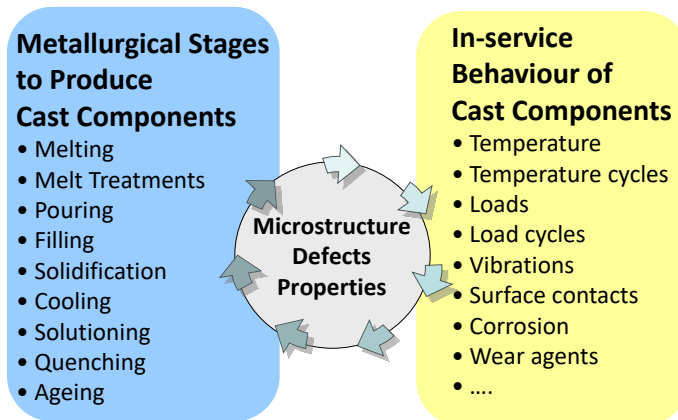 Metallurgical Stages
to Produce
Cast Components
• Melting
• Melt Treatments
• Pouring
• Filling
• Solidification
• Cooling
• Solutioning
• Quenching
• Ageing
Microstructure
Defects
Properties
In-service
Behaviour of
Cast Components
• Temperature
• Temperature cycles
• Loads
• Load cycles
• Vibrations
• Surface contacts
• Corrosion
• Wear agents
• ....